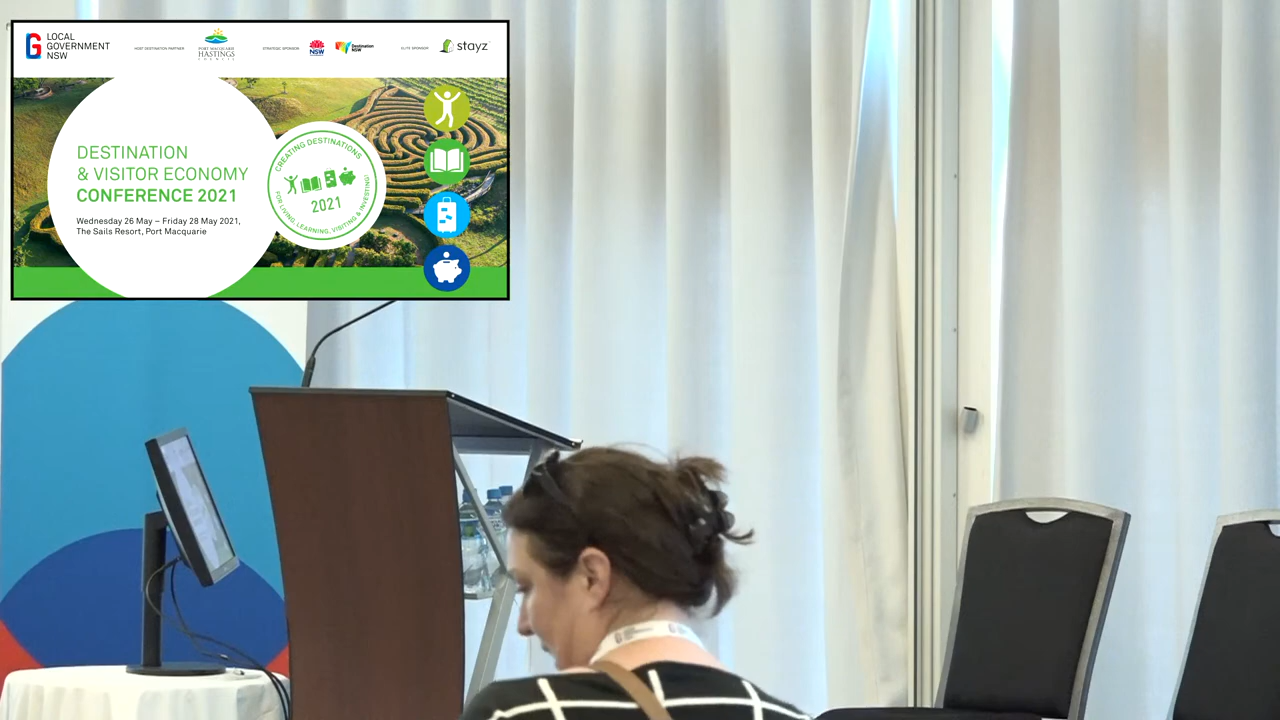 LOCAL
GOVERNMENT
NSW
HOST DESTINATION PARTNER
PORT MACQUARIE
HASTINGS
COUNCIL
STRATEGIC SPONSOR
NSW
Destination
NSW
ELITE SPONSOR
stayz
DESTINATION
& VISITOR ECONOMY
CONFERENCE 2021
Wednesday 26 May – Friday 28 May 2021,
The Sails Resort, Port Macquarie
CREATING DESTINATIONS
2021
FOR LIVING, LEARNING, VISITING & INVESTING!